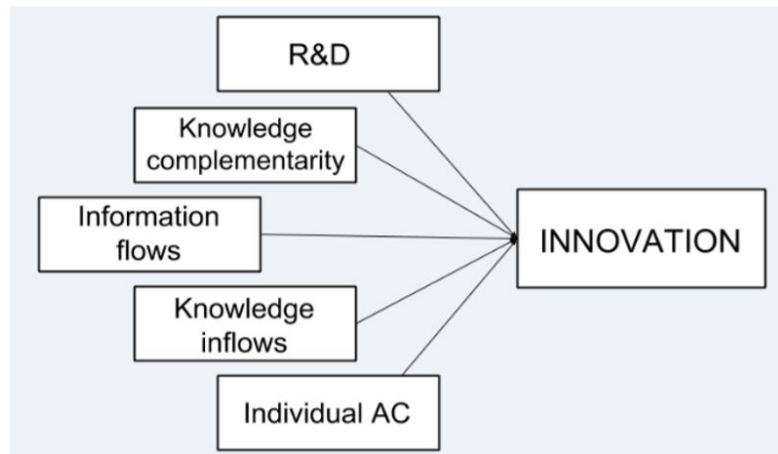 R&D
Knowledge
complementarity
Information
flows
INNOVATION
Knowledge
inflows
Individual AC